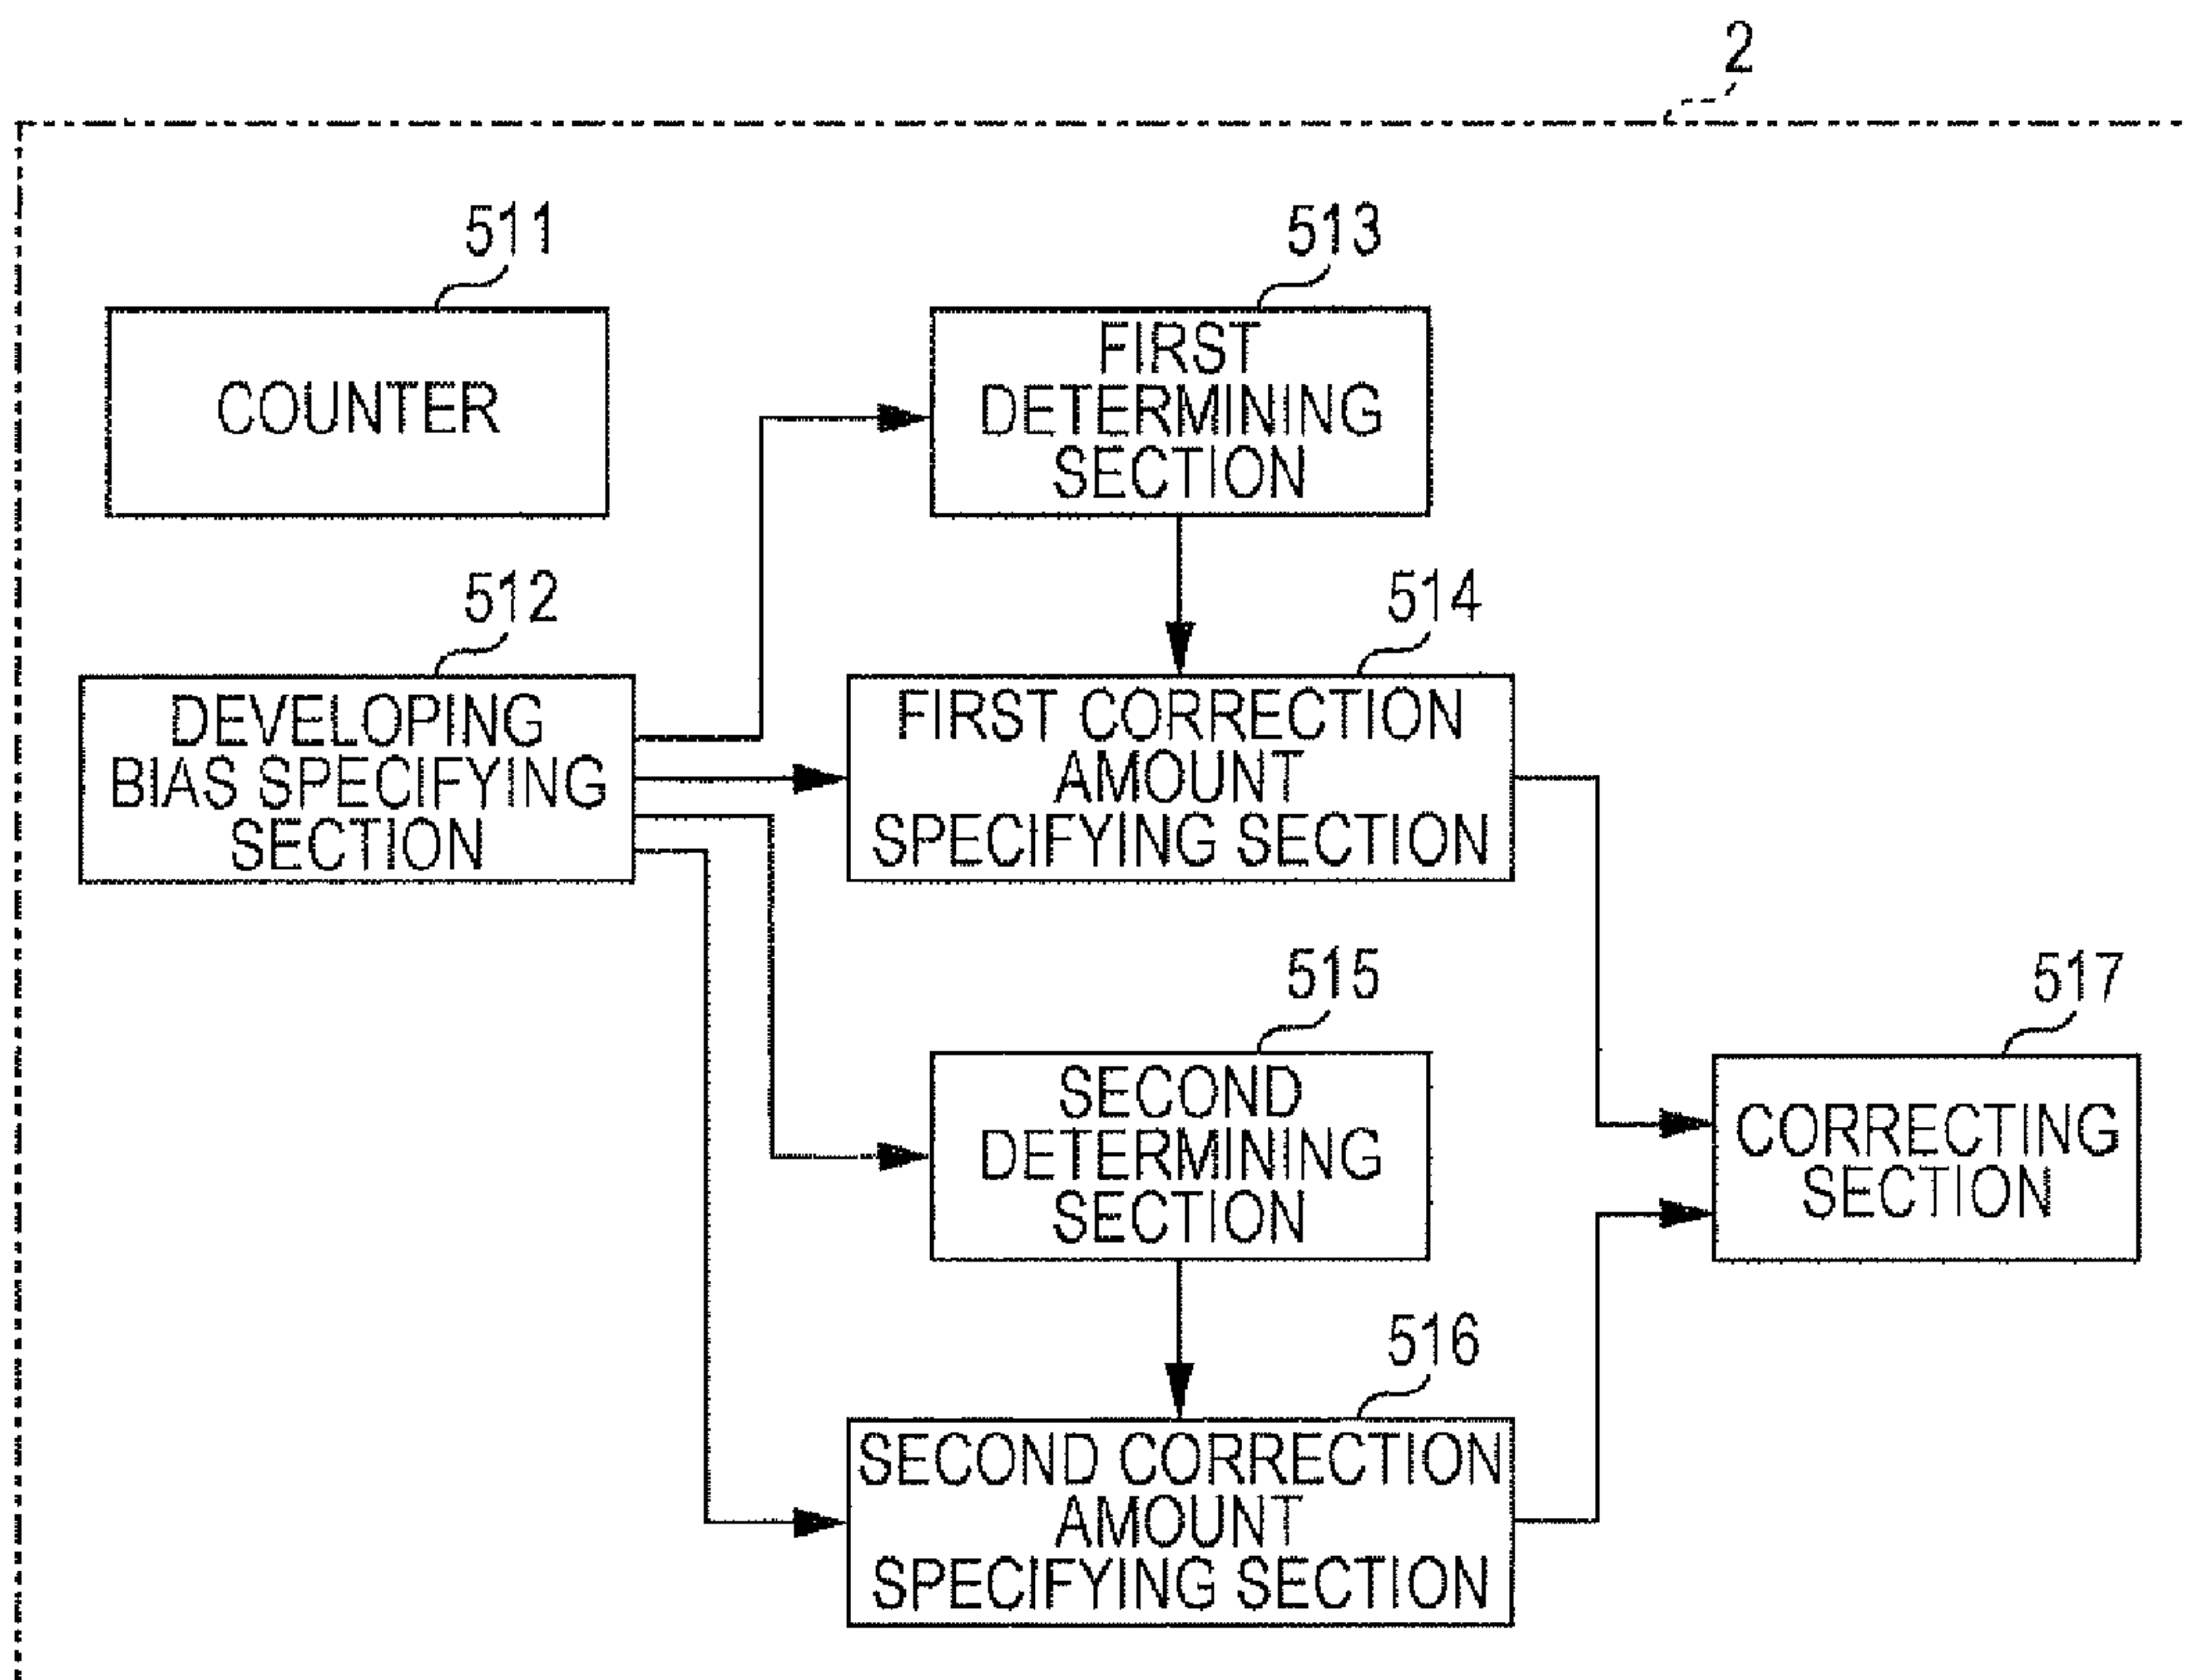 2
511
COUNTER
513
FIRST
DETERMINING
SECTION
512
DEVELOPING
BIAS SPECIFYING
SECTION
514
FIRST CORRECTION
AMOUNT
SPECIFYING SECTION
515
SECOND
DETERMINING
SECTION
517
CORRECTING
SECTION
516
SECOND CORRECTION
AMOUNT
SPECIFYING SECTION